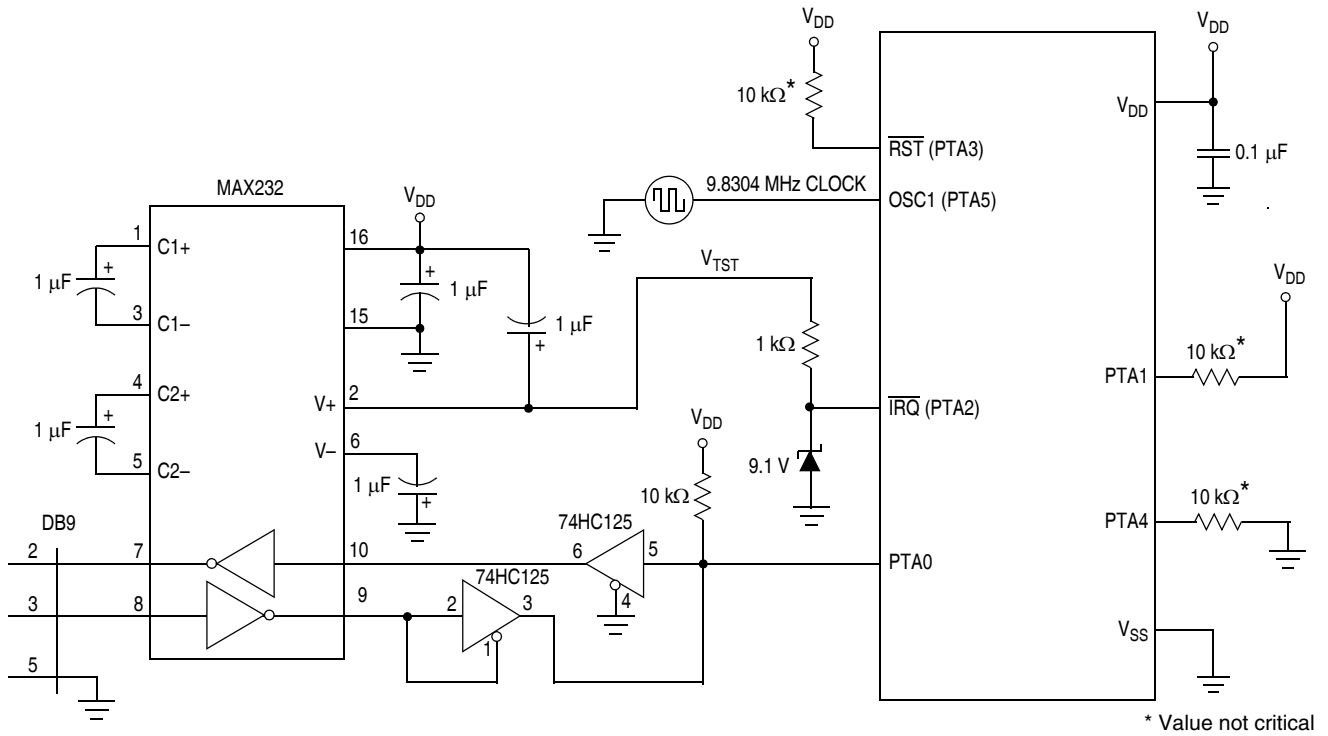 V_DD
10 kΩ*
RST (PTA3)
9.8304 MHz CLOCK
OSC1 (PTA5)
V_DD
V_DD
0.1 μF
MAX232
1
C1+
1 μF
+
3
C1–
4
C2+
1 μF
+
5
C2–
V_DD
16
+
1 μF
15
1 μF
+
V+
2
V–
6
1 μF
+
V_TST
1 kΩ
IRQ (PTA2)
9.1 V
V_DD
10 kΩ*
PTA1
10 kΩ*
PTA4
V_SS
V_DD
10 kΩ
74HC125
6
5
4
PTA0
DB9
2
7
10
3
8
9
74HC125
2
3
1
5
* Value not critical